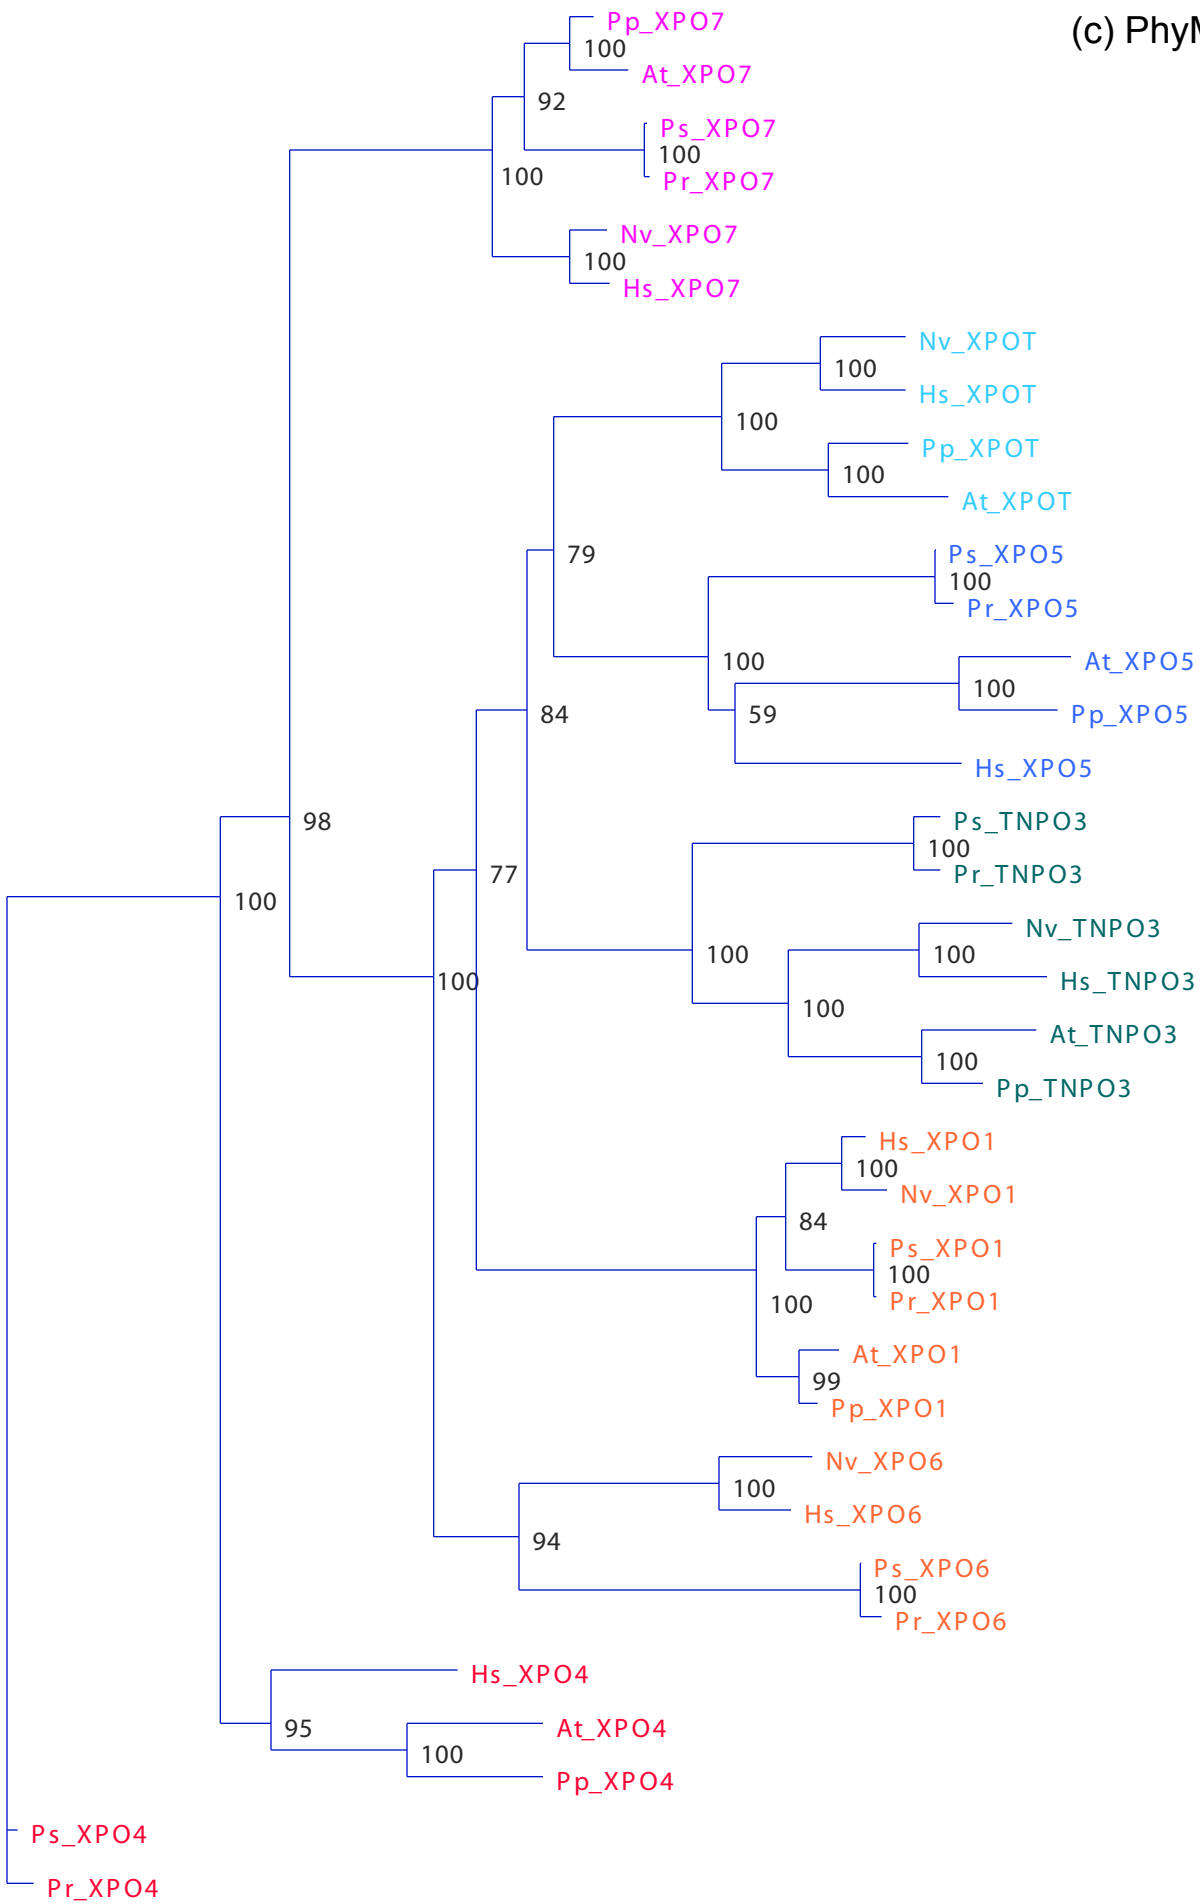 Pp_XPO7
(c) PhyM
100
At_XPO7
92
Ps_XPO7
100
100
Pr_XPO7
Nv_XPO7
100
Hs_XPO7
Nv_XPOT
100
Hs_XPOT
100
Pp_XPOT
100
At_XPOT
79
Ps_XPO5
100
Pr_XPO5
100
At_XPO5
100
84
59
Pp_XPO5
Hs_XPO5
98
Ps_TNPO3
100
77
Pr_TNPO3
100
Nv_TNPO3
100
100
100
Hs_TNPO3
100
At_TNPO3
100
Pp_TNPO3
Hs_XPO1
100
Nv_XPO1
84
Ps_XPO1
100
100
Pr_XPO1
At_XPO1
99
Pp_XPO1
Nv_XPO6
100
Hs_XPO6
94
Ps_XPO6
100
Pr_XPO6
Hs_XPO4
95
At_XPO4
100
Pp_XPO4
Ps_XPO4
Pr_XPO4